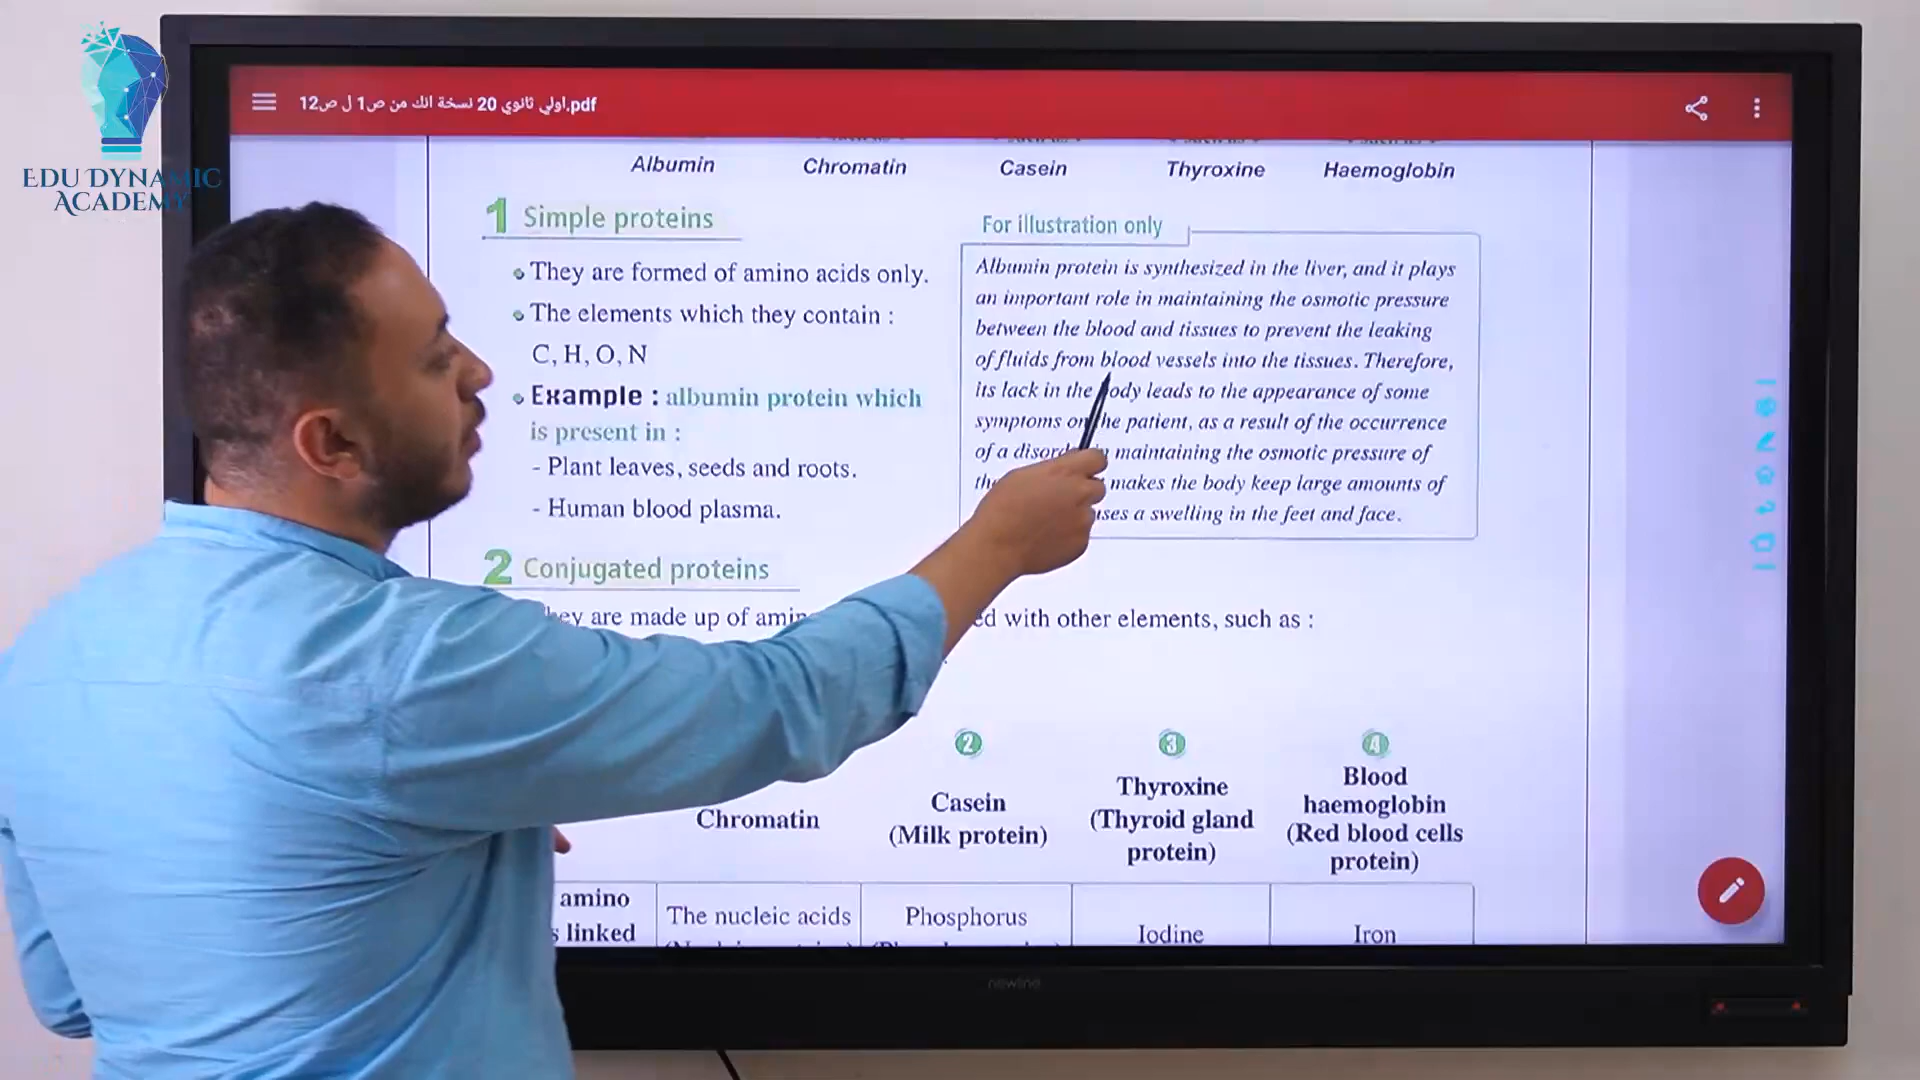 EDU DYNAMIC
ACADEMY
اولي ثانوي 20 نسخة انك من ص1 ل ص12.pdf
Albumin Chromatin Casein Thyroxine Haemoglobin
1 Simple proteins
They are formed of amino acids only.
The elements which they contain :
C, H, O, N
Example : albumin protein which
is present in :
- Plant leaves, seeds and roots.
- Human blood plasma.
For illustration only
Albumin protein is synthesized in the liver, and it plays
an important role in maintaining the osmotic pressure
between the blood and tissues to prevent the leaking
of fluids from blood vessels into the tissues. Therefore,
its lack in the body leads to the appearance of some
symptoms on the patient, as a result of the occurrence
of a maintaining the osmotic pressure of
makes the body keep large amounts of
a swelling in the feet and face.
2 Conjugated proteins
are made up of with other elements, such as :
2 3 4
Chromatin
Casein
(Milk protein)
Thyroxine
(Thyroid gland
protein)
Blood
haemoglobin
(Red blood cells
protein)
amino
linked
The nucleic acids
Phosphorus
Iodine
Iron
newline